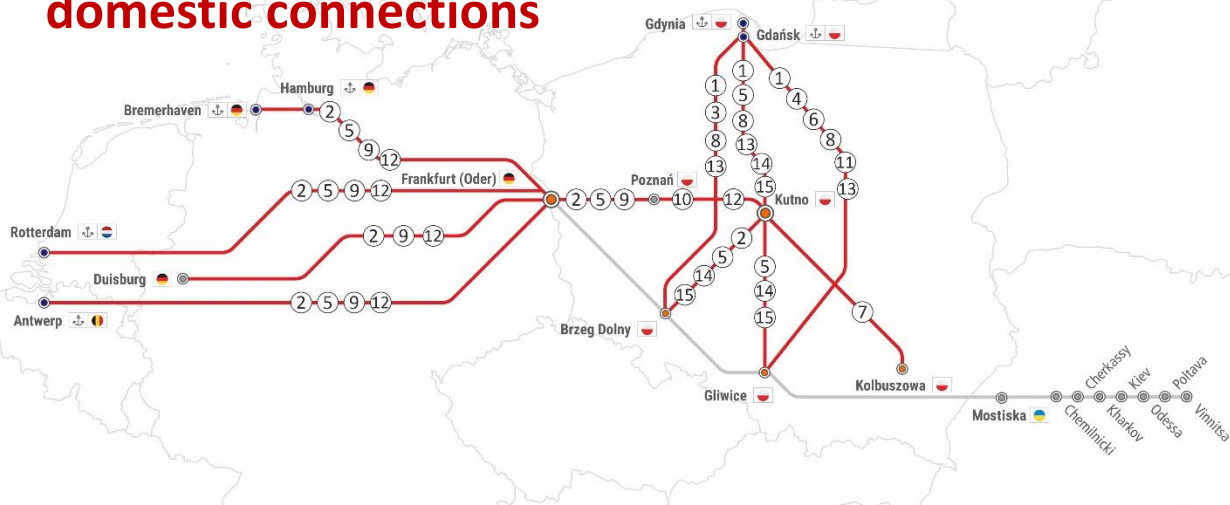 domestic connections
Gdynia
Gdańsk
Hamburg
Bremerhaven
2
5
9
12
1
3
8
13
1
5
8
13
14
15
1
4
6
8
11
13
Frankfurt (Oder)
2 5 9 12
Poznań
2 5 9 10 12
Kutno
Rotterdam
2 9 12
Duisburg
2 5 9 12
Antwerp
2
5
14
15
5
14
15
7
Brzeg Dolny
Gliwice
Kolbuszowa
Mostiska
Chemilnicki
Cherkassy
Kharkov
Kiev
Odessa
Poltava
Vinnitsa